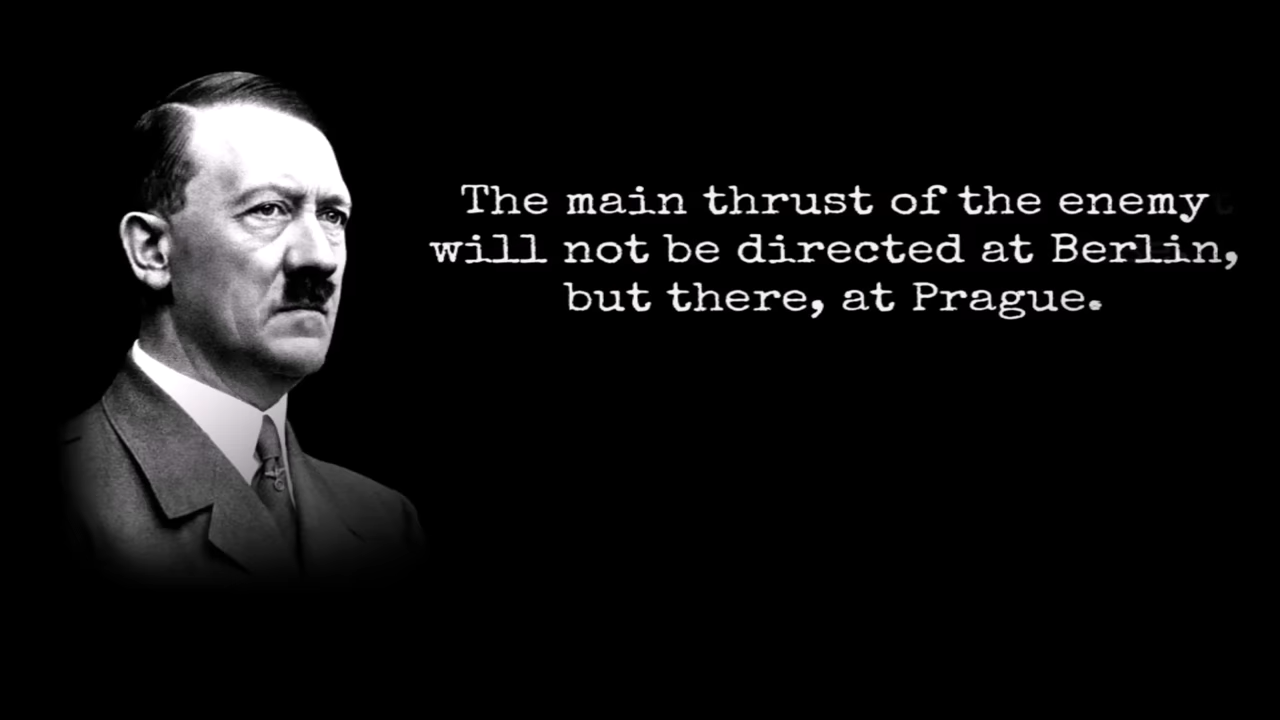 The main thrust of the enemy
will not be directed at Berlin,
but there, at Prague.